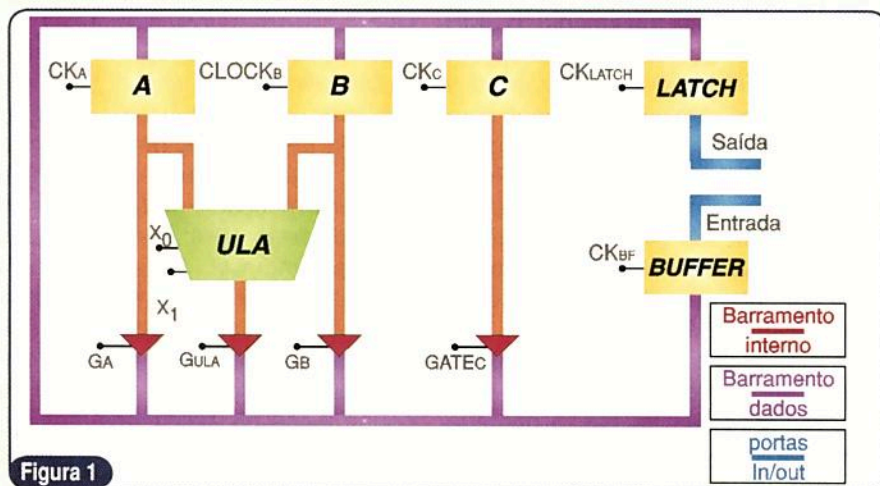 CKA
A
CLOCKB
B
CKC
C
CKLATCH
LATCH
Saída
Entrada
X0
ULA
CKBF
BUFFER
X1
GA
GULA
GB
GATEC
Barramento
interno
Barramento
dados
portas
In/out
Figura 1